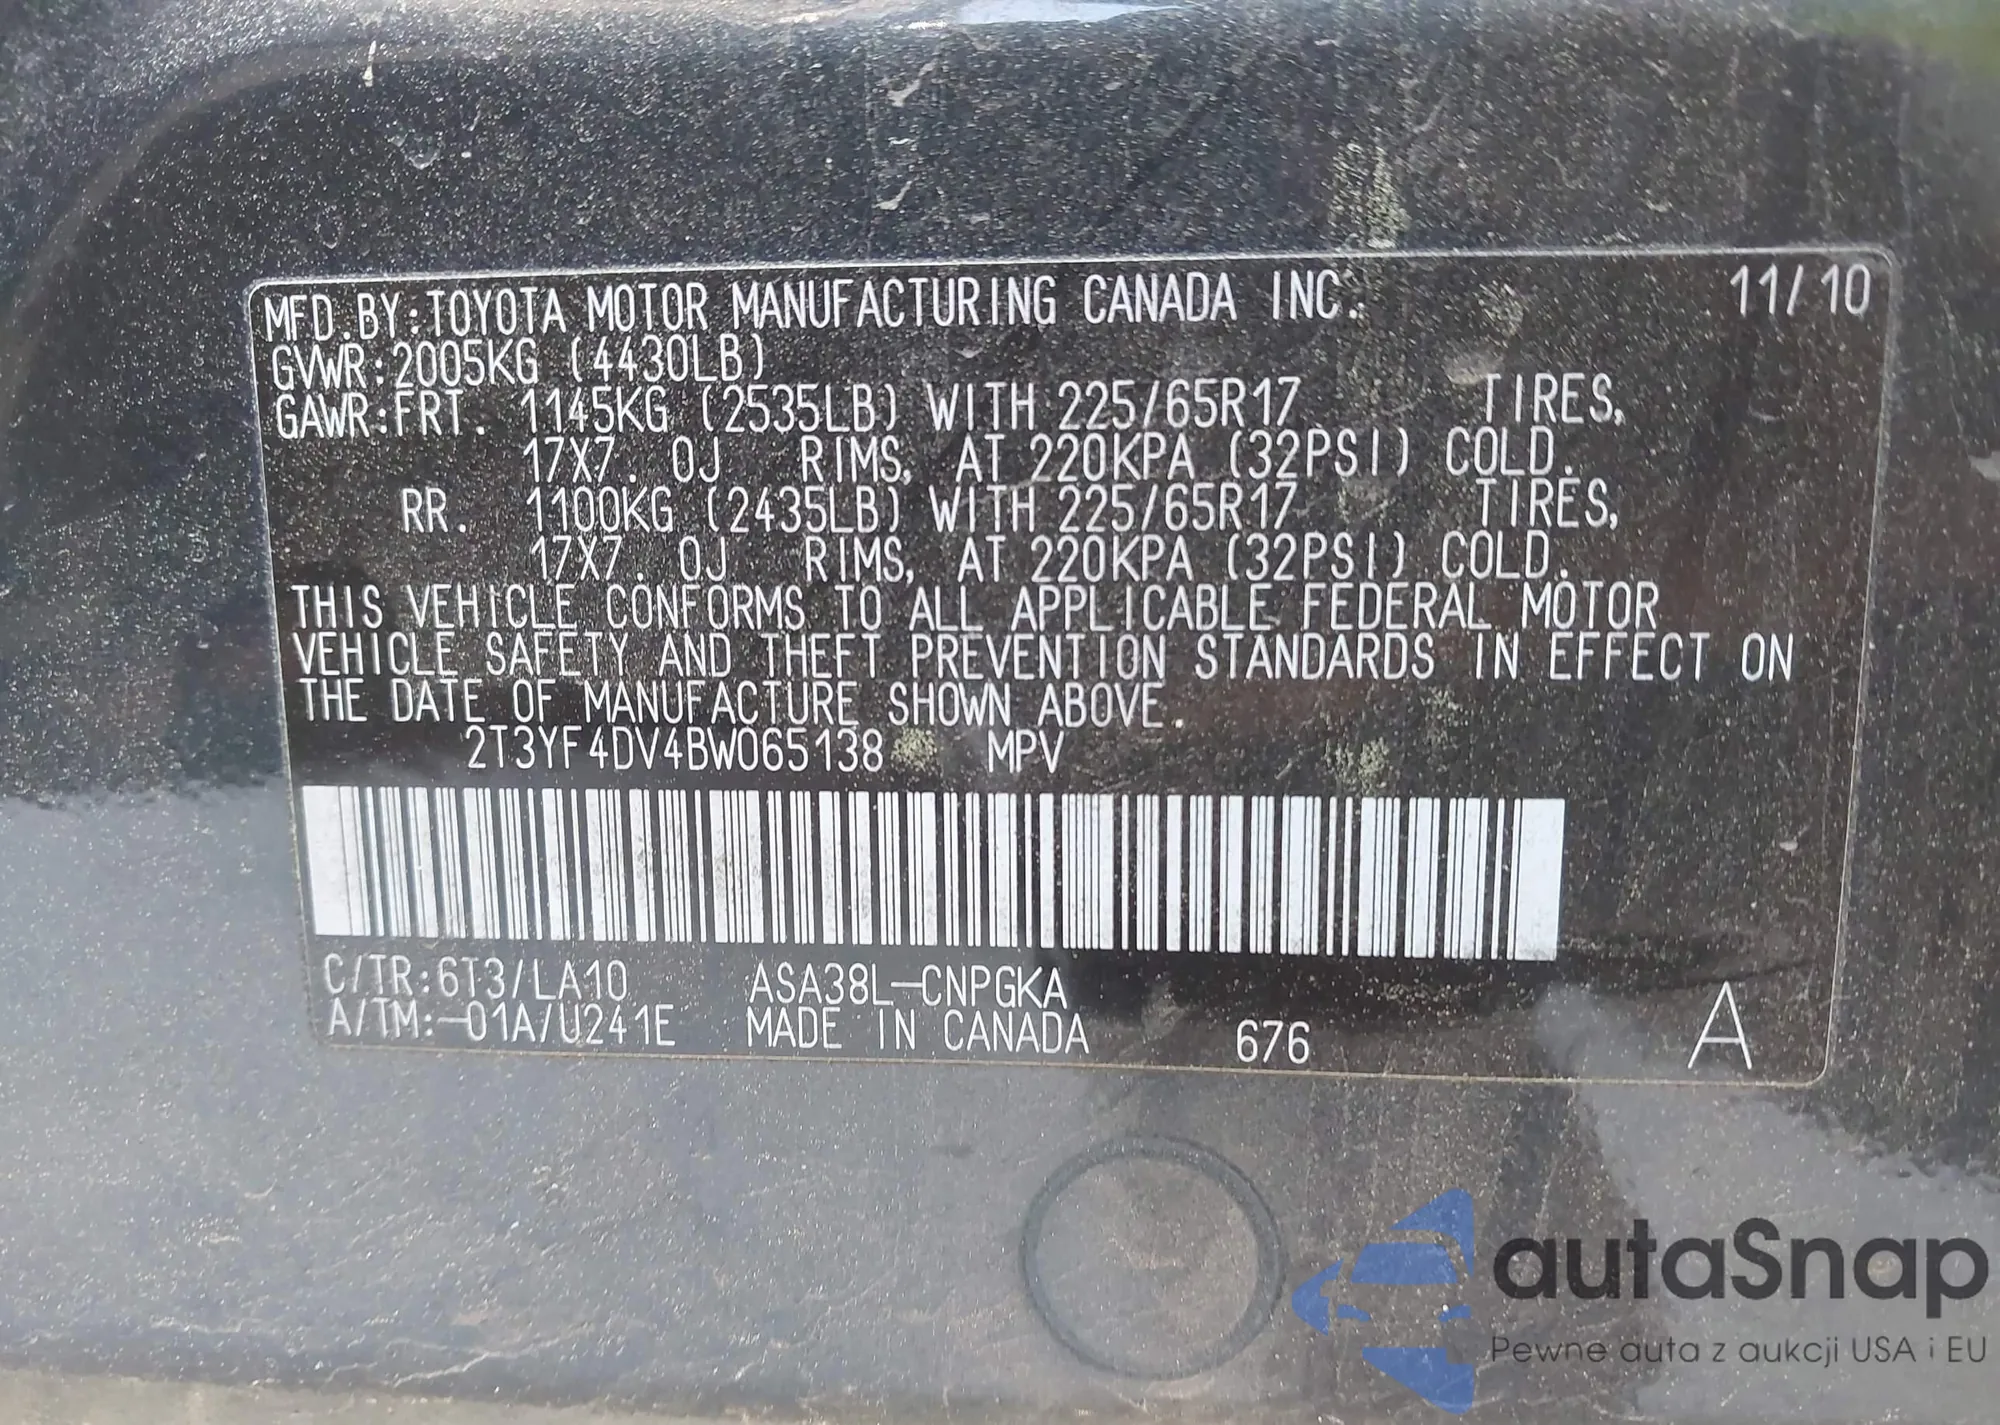 MFD.BY:TOYOTA MOTOR MANUFACTURING CANADA INC. 11/10
GVWR:2005KG (4430LB)
GAWR:FRT. 1145KG (2535LB) WITH 225/65R17 TIRES,
17X7.0J RIMS, AT 220KPA (32PSI) COLD.
RR. 1100KG (2435LB) WITH 225/65R17 TIRES,
17X7.0J RIMS, AT 220KPA (32PSI) COLD.
THIS VEHICLE CONFORMS TO ALL APPLICABLE FEDERAL MOTOR
VEHICLE SAFETY AND THEFT PREVENTION STANDARDS IN EFFECT ON
THE DATE OF MANUFACTURE SHOWN ABOVE.
2T3YF4DV4BW065138 MPV
C/TR:6T3/LA10 ASA38L-CNPGKA
A/TM:-01A/U241E MADE IN CANADA 676 A
autaSnap
Pewne auta z aukcji USA i EU